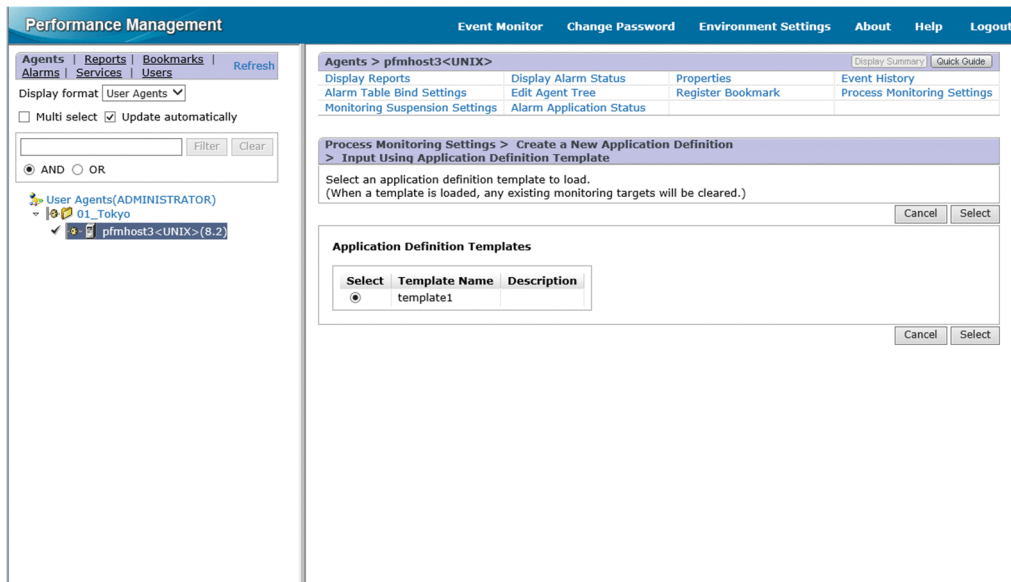 Performance Management
Event Monitor Change Password Environment Settings About Help Logout
Agents | Reports | Bookmarks |
Alarms | Services | Users
Refresh
Display format User Agents
Multi select Update automatically
Filter Clear
AND OR
User Agents(ADMINISTRATOR)
01_Tokyo
pfmhost3<UNIX>(8.2)
Agents > pfmhost3<UNIX>
Display Summary Quick Guide
Display Reports Display Alarm Status Properties Event History
Alarm Table Bind Settings Edit Agent Tree Register Bookmark Process Monitoring Settings
Monitoring Suspension Settings Alarm Application Status
Process Monitoring Settings > Create a New Application Definition
> Input Using Application Definition Template
Select an application definition template to load.
(When a template is loaded, any existing monitoring targets will be cleared.)
Cancel Select
Application Definition Templates
Select Template Name Description
template1
Cancel Select